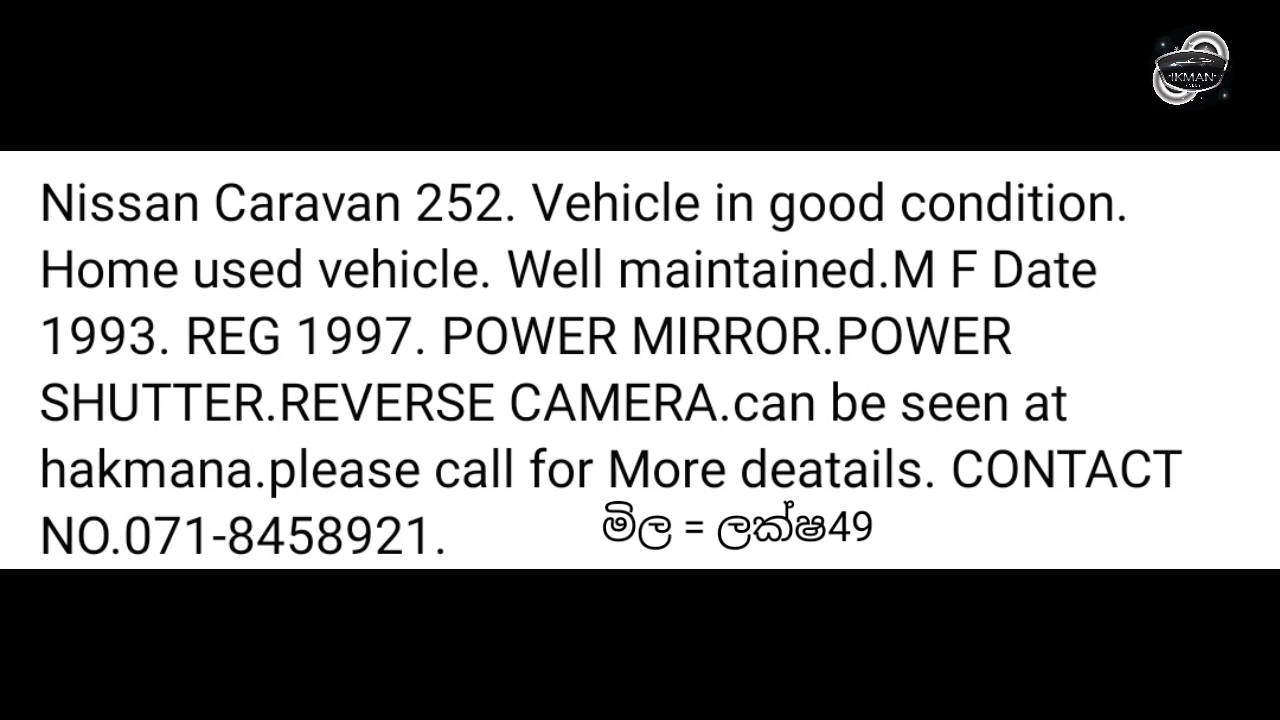 IKMAN
Nissan Caravan 252. Vehicle in good condition.
Home used vehicle. Well maintained.M F Date
1993. REG 1997. POWER MIRROR.POWER
SHUTTER.REVERSE CAMERA.can be seen at
hakmana.please call for More deatails. CONTACT
NO.071-8458921.
මිල = ලක්ෂ49